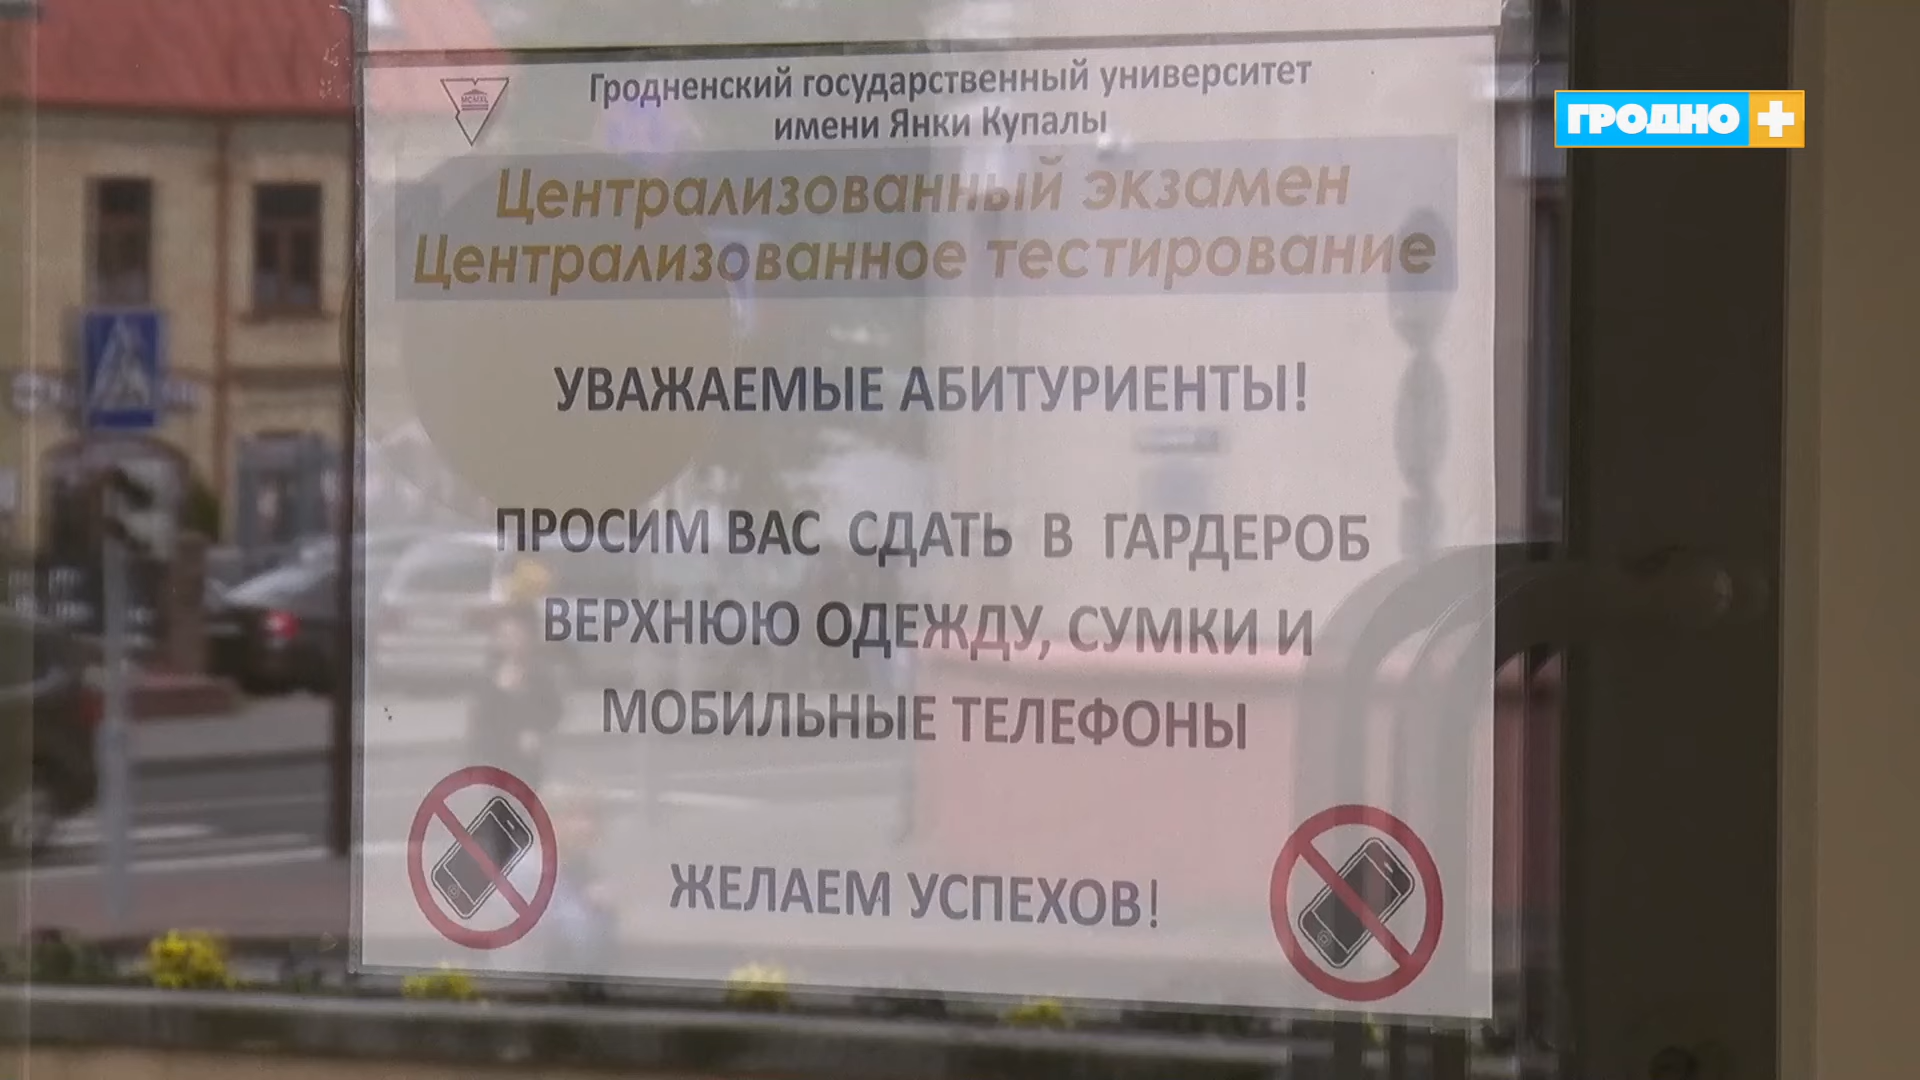 Гродненский государственный университет
имени Янки Купалы
MCMXL
ГРОДНО +
Централизованный экзамен
Централизованное тестирование
УВАЖАЕМЫЕ АБИТУРИЕНТЫ!
ПРОСИМ ВАС СДАТЬ В ГАРДЕРОБ
ВЕРХНЮЮ ОДЕЖДУ, СУМКИ И
МОБИЛЬНЫЕ ТЕЛЕФОНЫ
ЖЕЛАЕМ УСПЕХОВ!